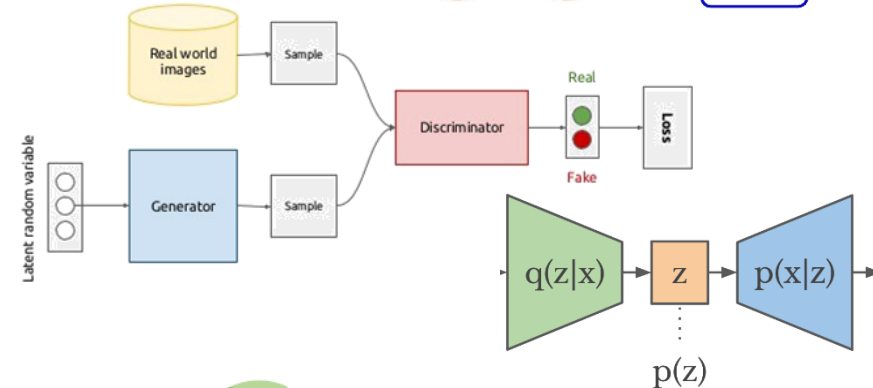 Real world
images
Sample
Real
Discriminator
Loss
Fake
Latent random variable
Generator
Sample
q(z|x)
z
p(x|z)
p(z)